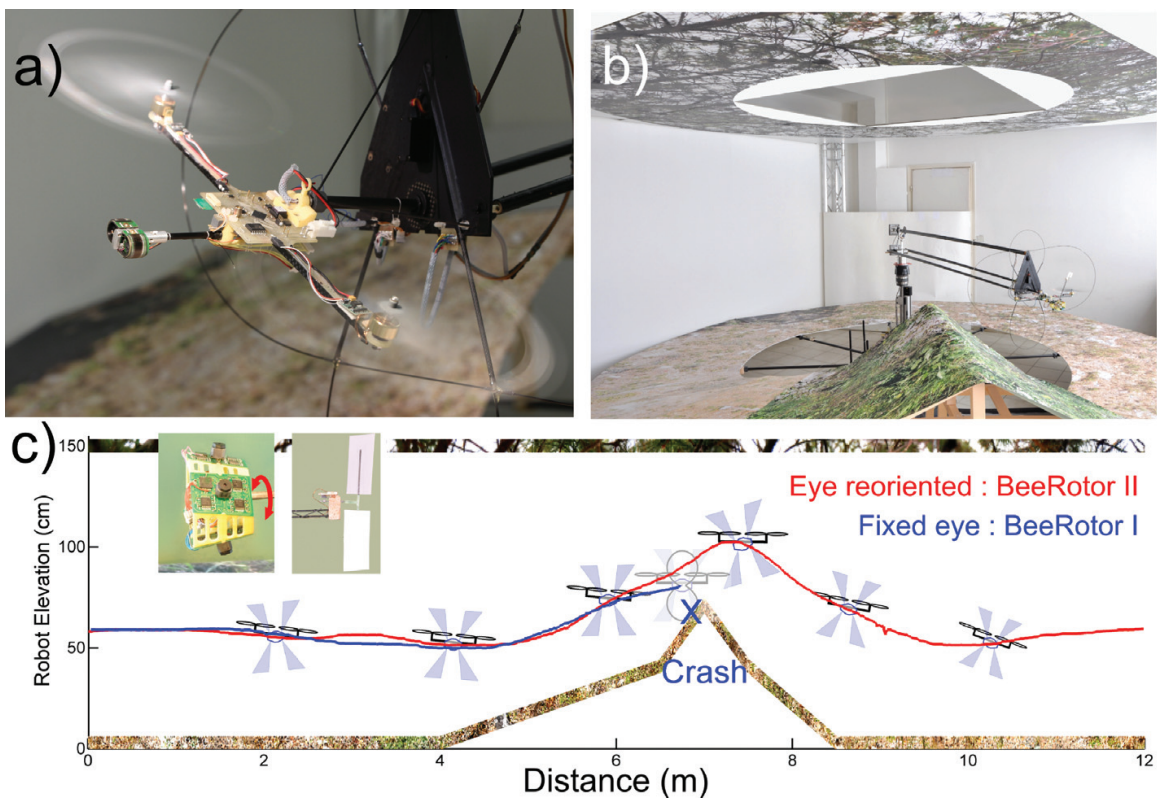 a)
b)
c)
150
100
50
0
Robot Elevation (cm)
Eye reoriented : BeeRotor II
Fixed eye : BeeRotor I
X
Crash
0 2 4 6 8 10 12
Distance (m)